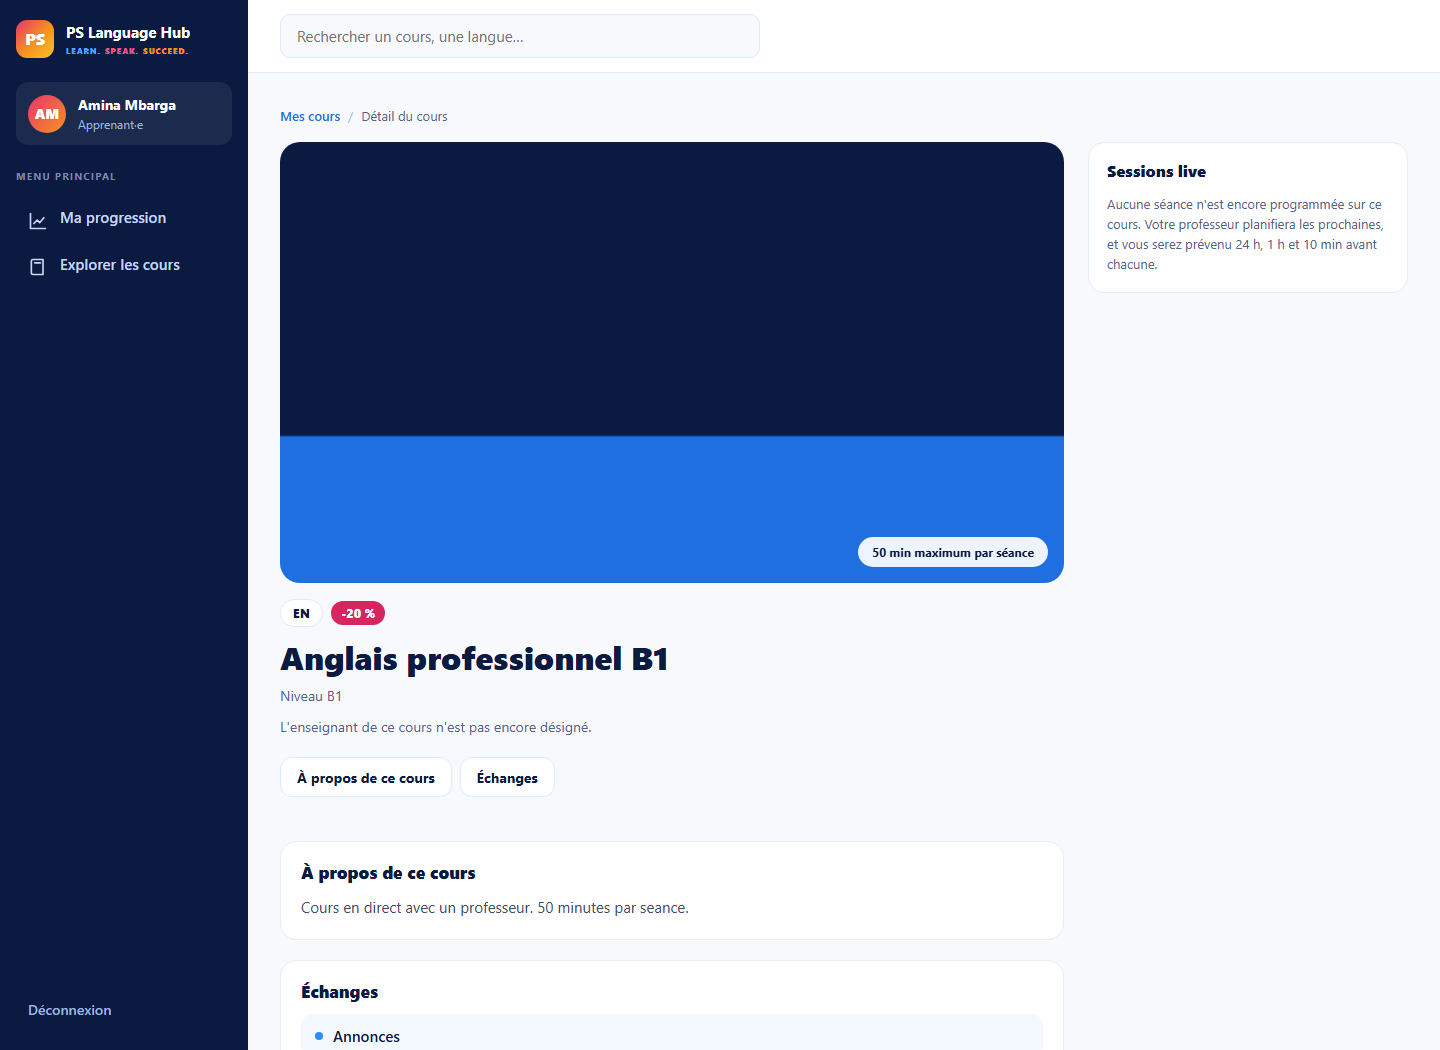 PS
PS Language Hub
LEARN. SPEAK. SUCCEED.
AM
Amina Mbarga
Apprenant·e
MENU PRINCIPAL
Ma progression
Explorer les cours
Déconnexion
Rechercher un cours, une langue...
Mes cours / Détail du cours
50 min maximum par séance
EN
-20 %
Anglais professionnel B1
Niveau B1
L'enseignant de ce cours n'est pas encore désigné.
À propos de ce cours
Échanges
À propos de ce cours
Cours en direct avec un professeur. 50 minutes par seance.
Échanges
Annonces
Sessions live
Aucune séance n'est encore programmée sur ce
cours. Votre professeur planifiera les prochaines,
et vous serez prévenu 24 h, 1 h et 10 min avant
chacune.